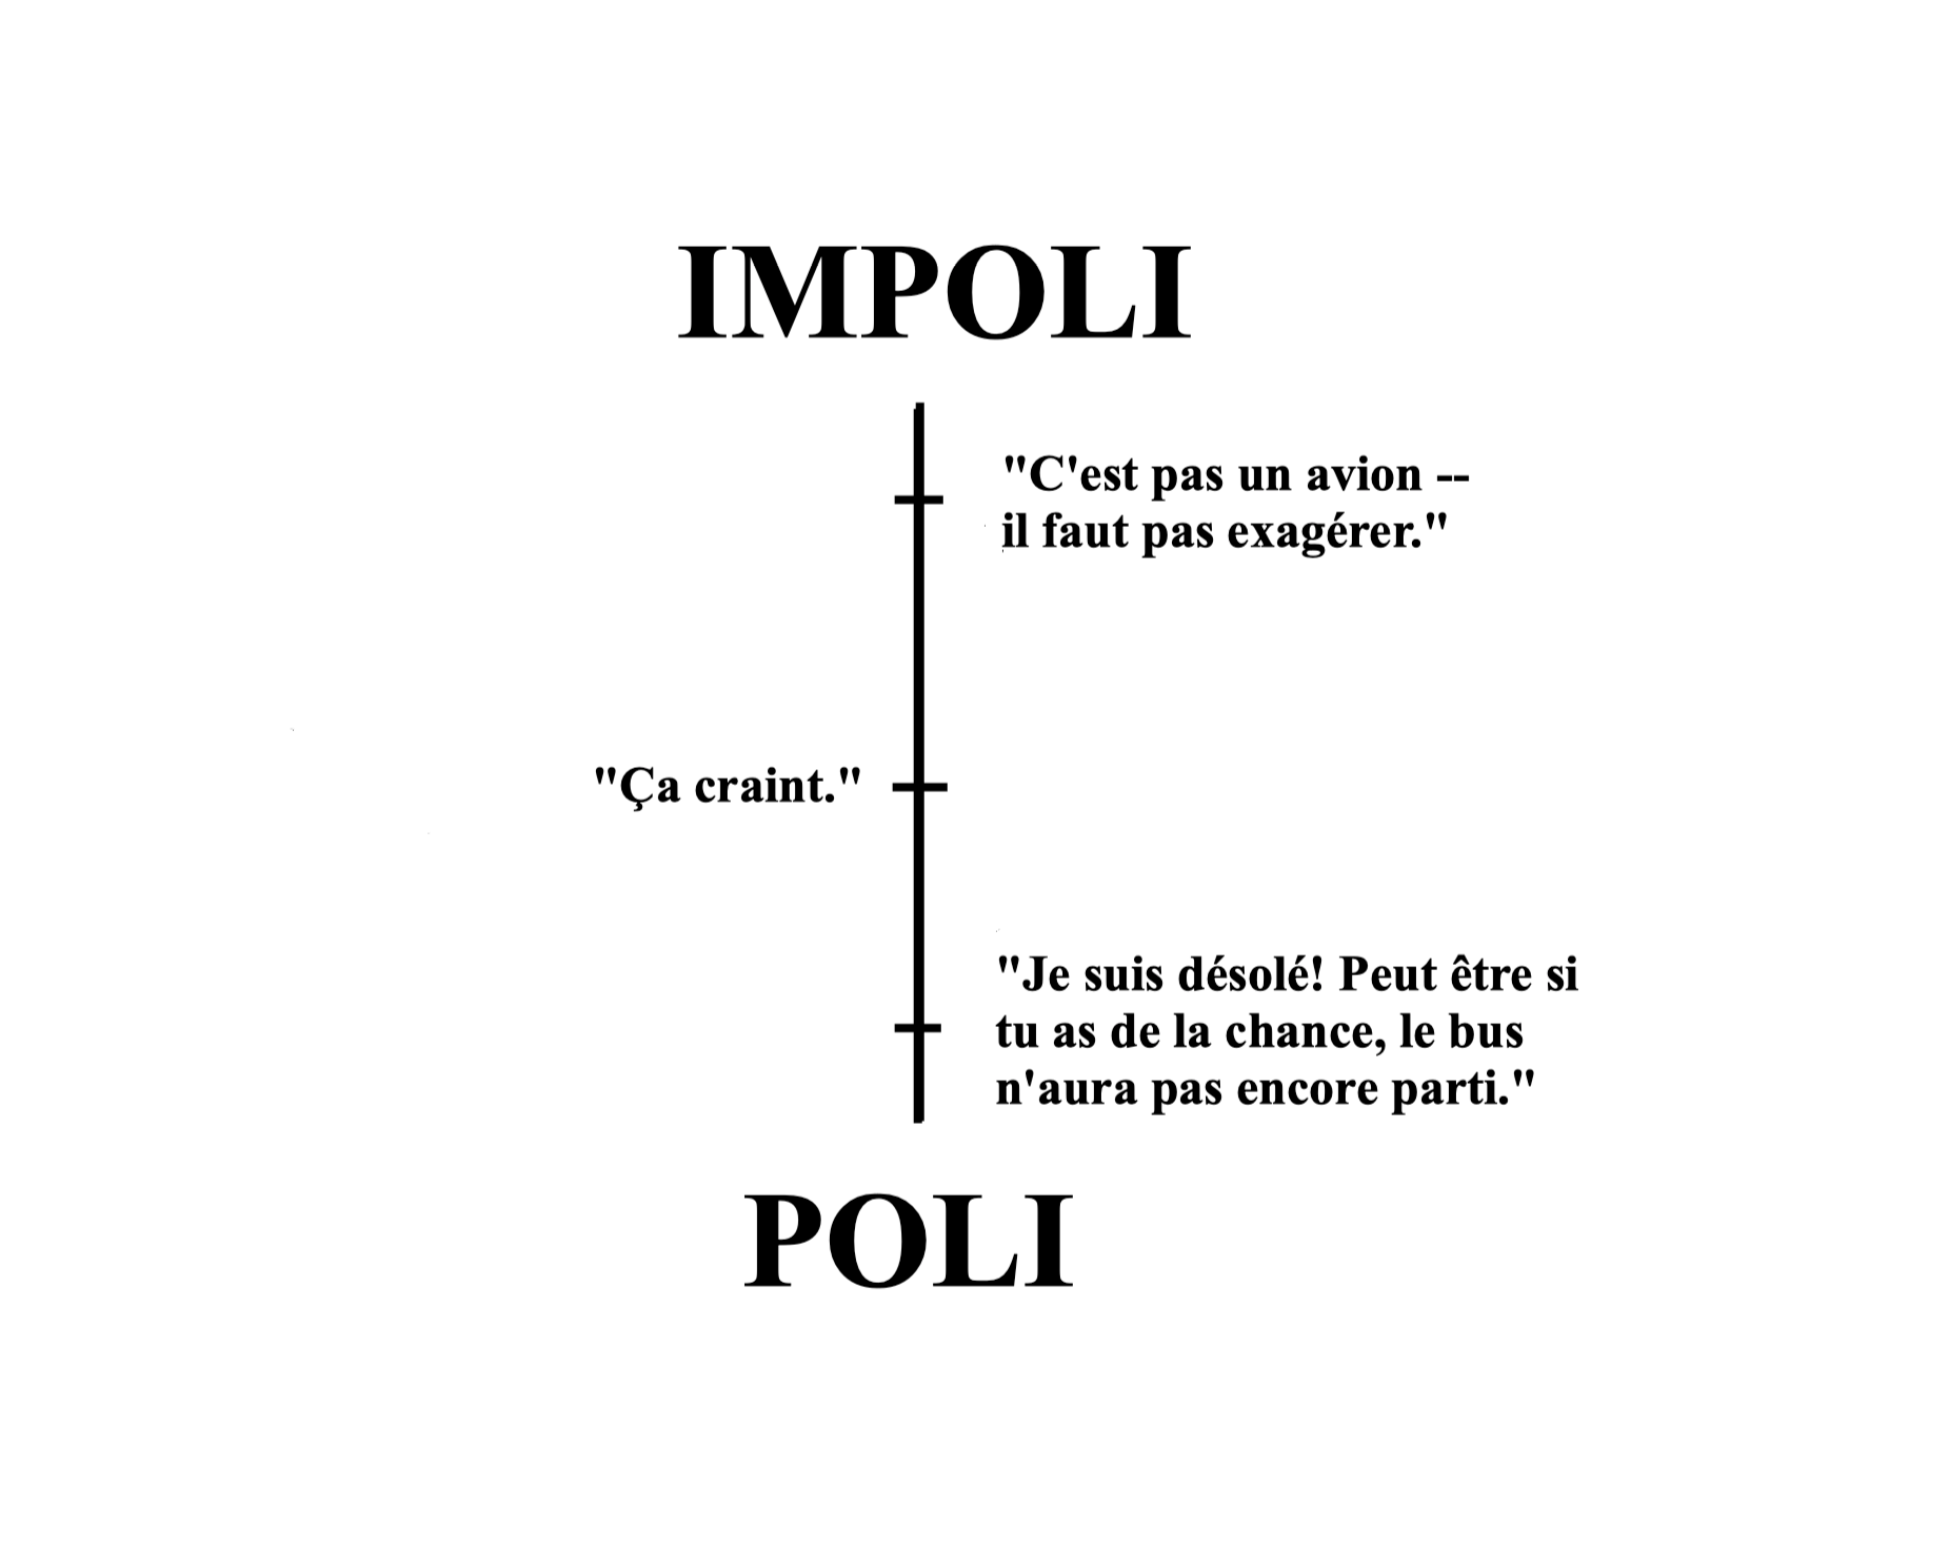 IMPOLI
"C'est pas un avion --
il faut pas exagérer."
"Ça craint."
"Je suis désolé! Peut être si
tu as de la chance, le bus
n'aura pas encore parti."
POLI